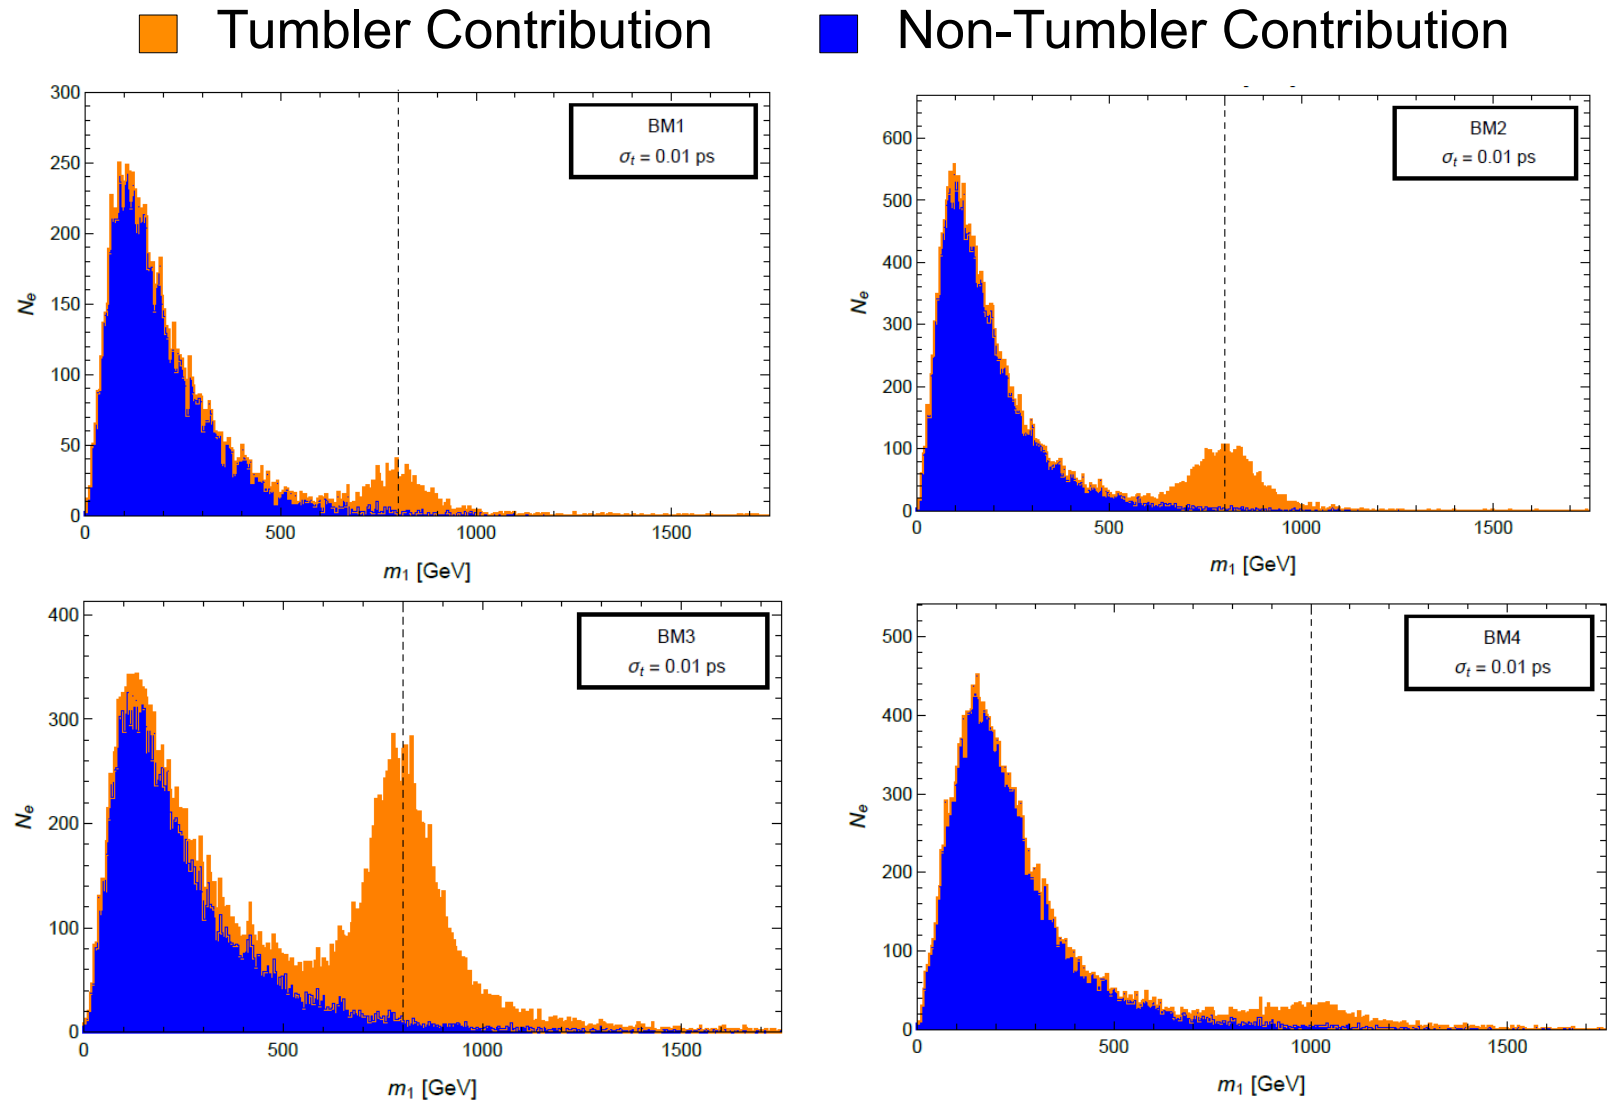 Tumbler Contribution
Non-Tumbler Contribution
300
250
200
150
100
50
0
Nₑ
BM1
σₜ = 0.01 ps
0 500 1000 1500
m₁ [GeV]
600
500
400
300
200
100
0
Nₑ
BM2
σₜ = 0.01 ps
0 500 1000 1500
m₁ [GeV]
400
300
200
100
0
Nₑ
BM3
σₜ = 0.01 ps
0 500 1000 1500
m₁ [GeV]
500
400
300
200
100
0
Nₑ
BM4
σₜ = 0.01 ps
0 500 1000 1500
m₁ [GeV]